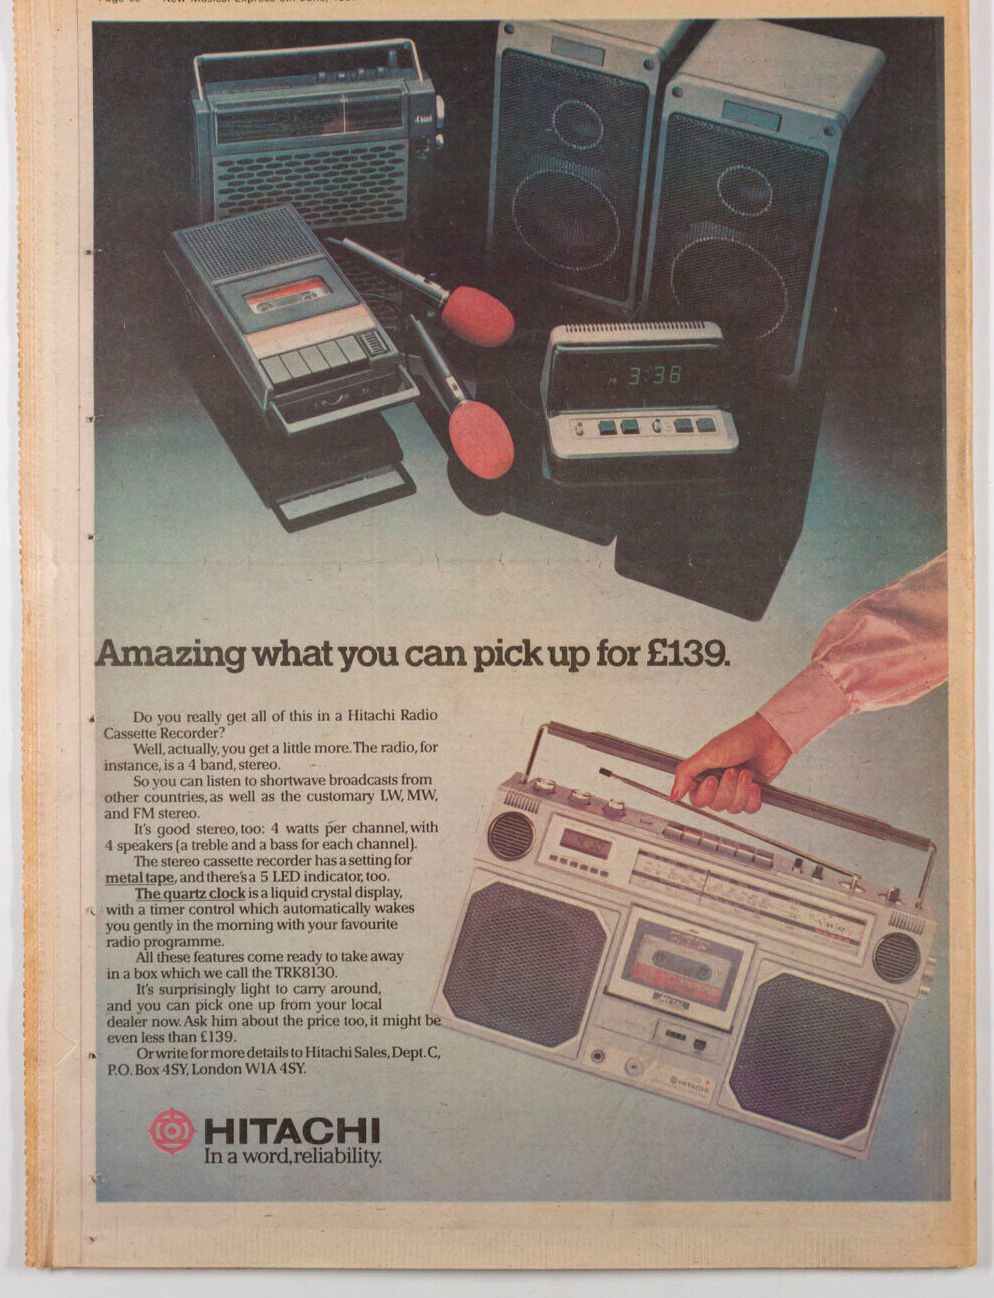 Amazing what you can pick up for £139.
Do you really get all of this in a Hitachi Radio
Cassette Recorder?
Well, actually, you get a little more. The radio, for
instance, is a 4 band, stereo.
So you can listen to shortwave broadcasts from
other countries, as well as the customary LW, MW,
and FM stereo.
It's good stereo, too: 4 watts per channel, with
4 speakers (a treble and a bass for each channel).
The stereo cassette recorder has a setting for
metal tape, and there's a 5 LED indicator, too.
The quartz clock is a liquid crystal display,
with a timer control which automatically wakes
you gently in the morning with your favourite
radio programme.
All these features come ready to take away
in a box which we call the TRK8130.
It's surprisingly light to carry around,
and you can pick one up from your local
dealer now. Ask him about the price too, it might be
even less than £139.
Or write for more details to Hitachi Sales, Dept. C,
P.O. Box 4SY, London W1A 4SY.
HITACHI
In a word, reliability.
3:38
HITACHI